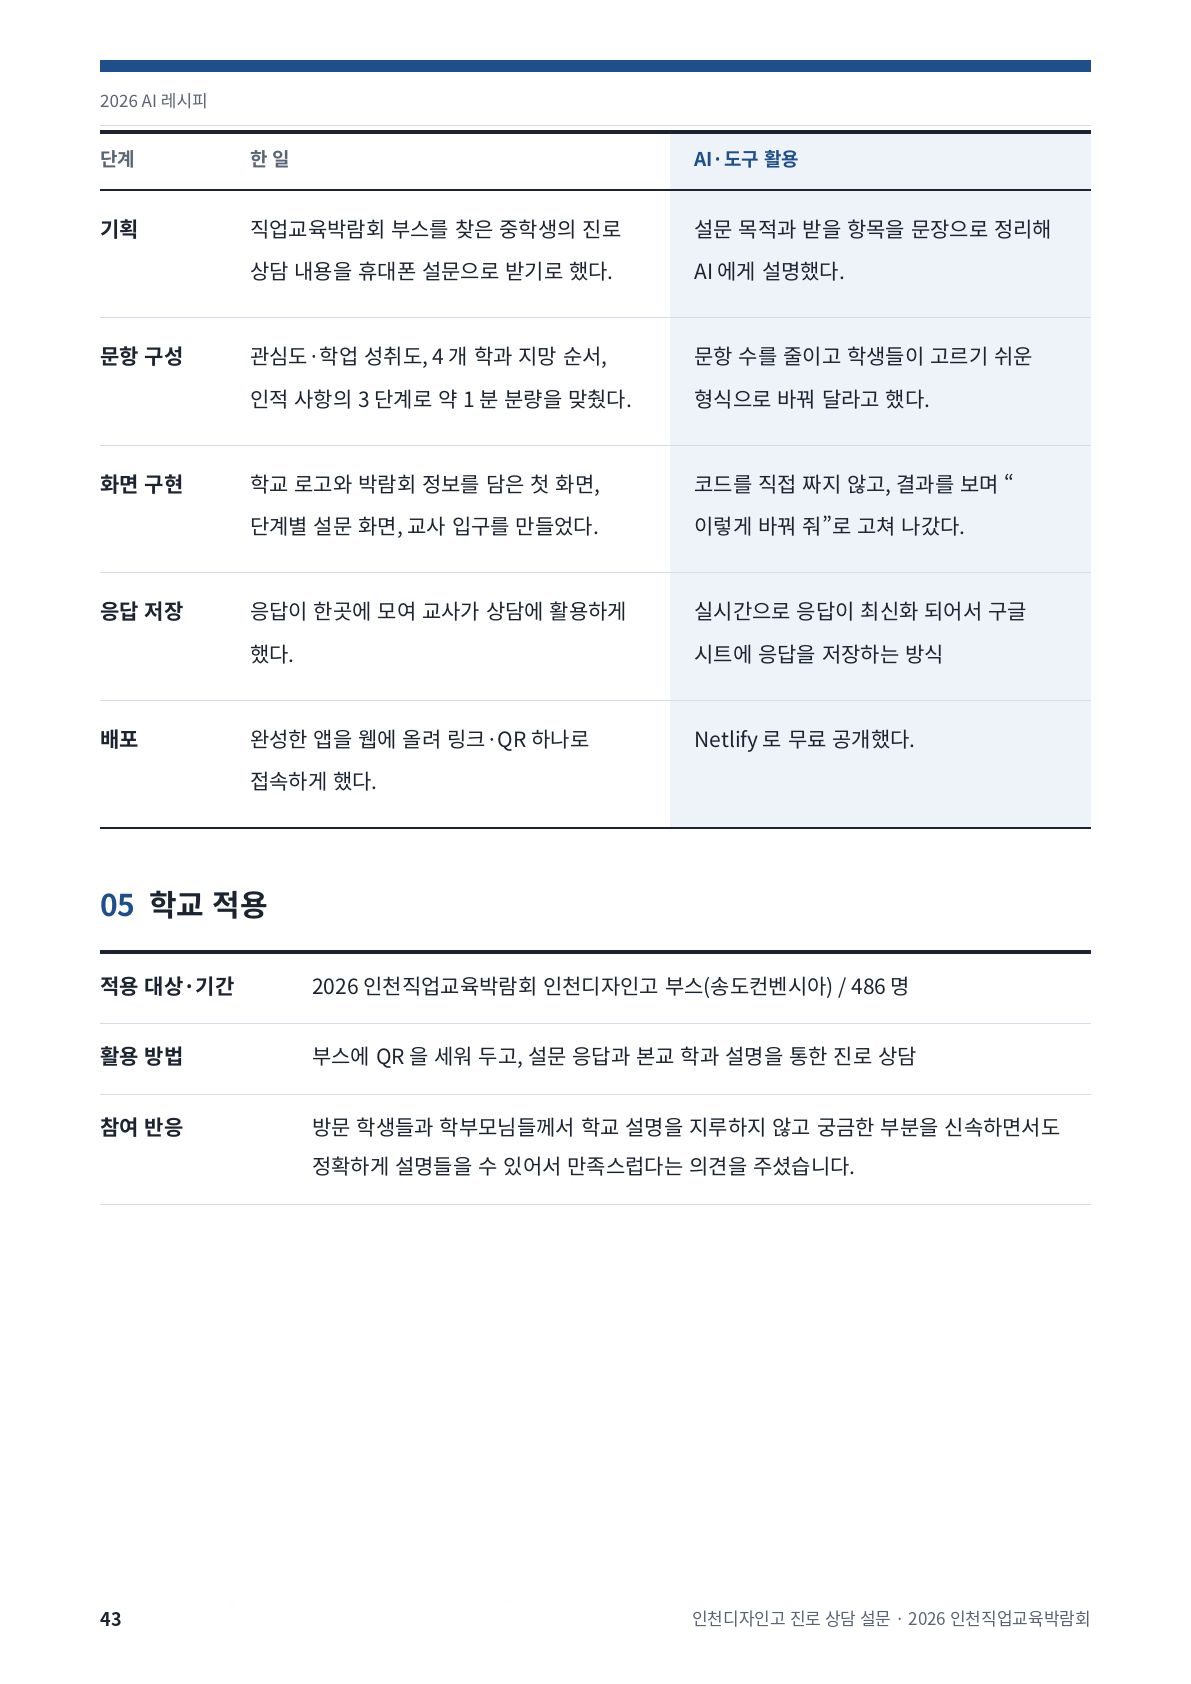 2026 AI 레시피
단계 한 일 AI·도구 활용
기획 직업교육박람회 부스를 찾은 중학생의 진로 설문 목적과 받을 항목을 문장으로 정리해
상담 내용을 휴대폰 설문으로 받기로 했다. AI 에게 설명했다.
문항 구성 관심도·학업 성취도, 4 개 학과 지망 순서, 문항 수를 줄이고 학생들이 고르기 쉬운
인적 사항의 3 단계로 약 1 분 분량을 맞췄다. 형식으로 바꿔 달라고 했다.
화면 구현 학교 로고와 박람회 정보를 담은 첫 화면, 코드를 직접 짜지 않고, 결과를 보며 “
단계별 설문 화면, 교사 입구를 만들었다. 이렇게 바꿔 줘”로 고쳐 나갔다.
응답 저장 응답이 한곳에 모여 교사가 상담에 활용하게 실시간으로 응답이 최신화 되어서 구글
했다. 시트에 응답을 저장하는 방식
배포 완성한 앱을 웹에 올려 링크·QR 하나로 Netlify 로 무료 공개했다.
접속하게 했다.
05 학교 적용
적용 대상·기간 2026 인천직업교육박람회 인천디자인고 부스(송도컨벤시아) / 486 명
활용 방법 부스에 QR 을 세워 두고, 설문 응답과 본교 학과 설명을 통한 진로 상담
참여 반응 방문 학생들과 학부모님들께서 학교 설명을 지루하지 않고 궁금한 부분을 신속하면서도
정확하게 설명들을 수 있어서 만족스럽다는 의견을 주셨습니다.
43 인천디자인고 진로 상담 설문 · 2026 인천직업교육박람회